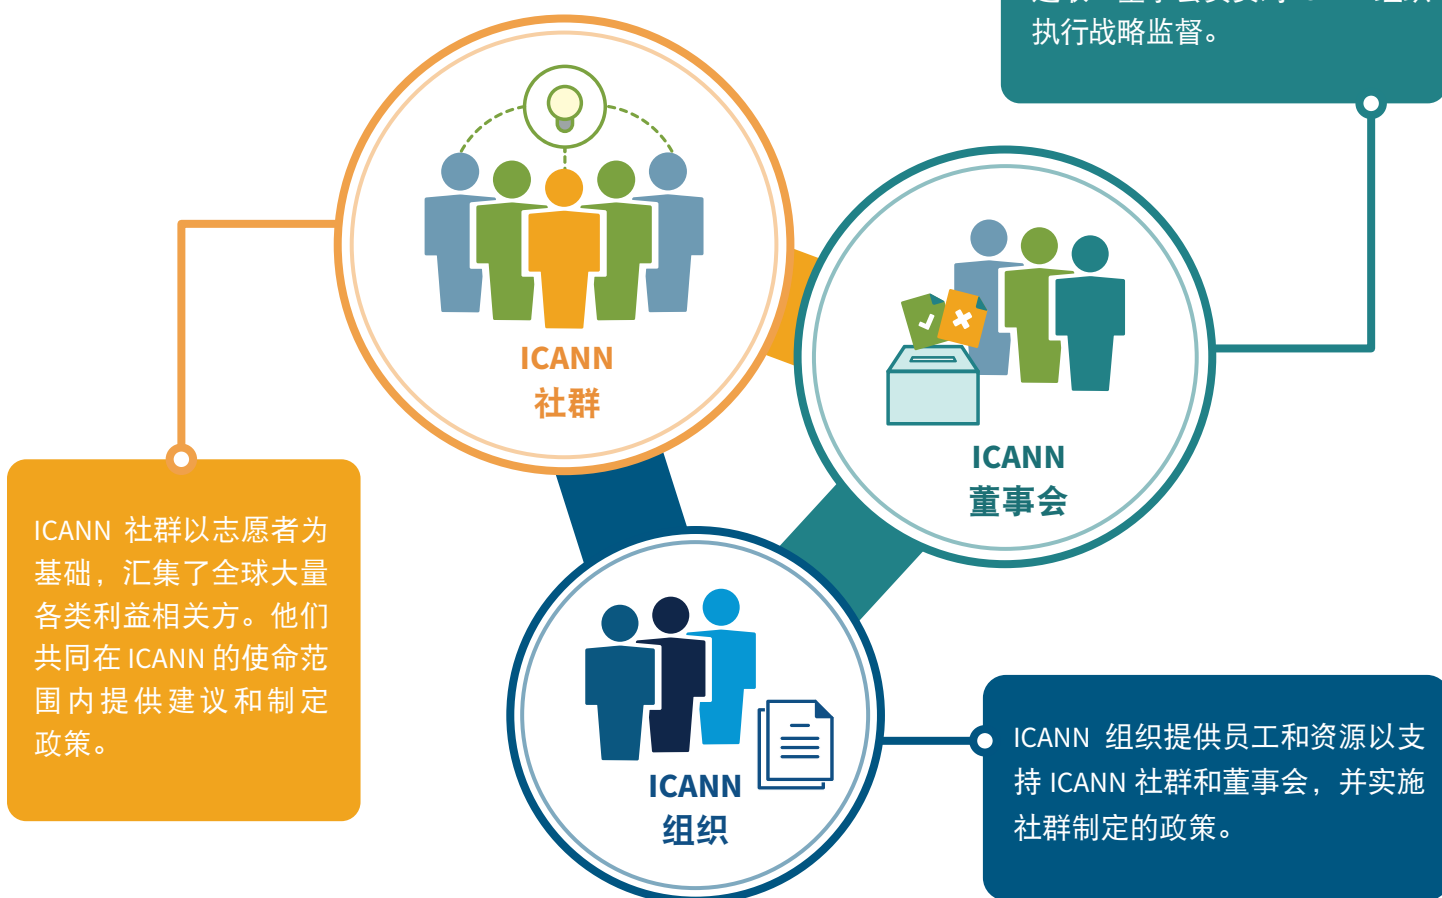 执行战略监督。
ICANN
社群
ICANN
董事会
ICANN 社群以志愿者为
基础，汇集了全球大量
各类利益相关方。他们
共同在 ICANN 的使命范
围内提供建议和制定
政策。
ICANN
组织
ICANN 组织提供员工和资源以支
持 ICANN 社群和董事会，并实施
社群制定的政策。